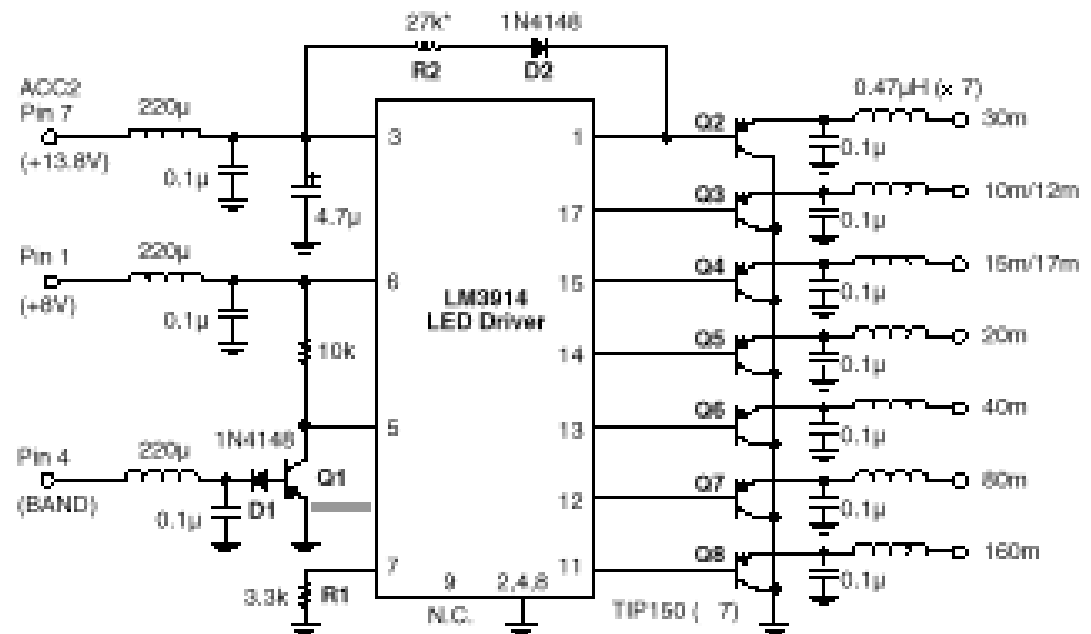 27k*
1N4148
R2
D2
ACC2
Pin 7
(+13.8V)
220µ
0.1µ
4.7µ
3
1
Q2
0.47µH (x 7)
30m
0.1µ
17
Q3
10m/12m
0.1µ
Pin 1
(+8V)
220µ
0.1µ
6
10k
LM3914
LED Driver
15
Q4
15m/17m
0.1µ
14
Q5
20m
0.1µ
Pin 4
(BAND)
220µ
0.1µ
1N4148
D1
Q1
5
13
Q6
40m
0.1µ
12
Q7
80m
0.1µ
3.3k
R1
7
9
N.C.
2,4,8
11
Q8
160m
0.1µ
TIP150 ( 7)